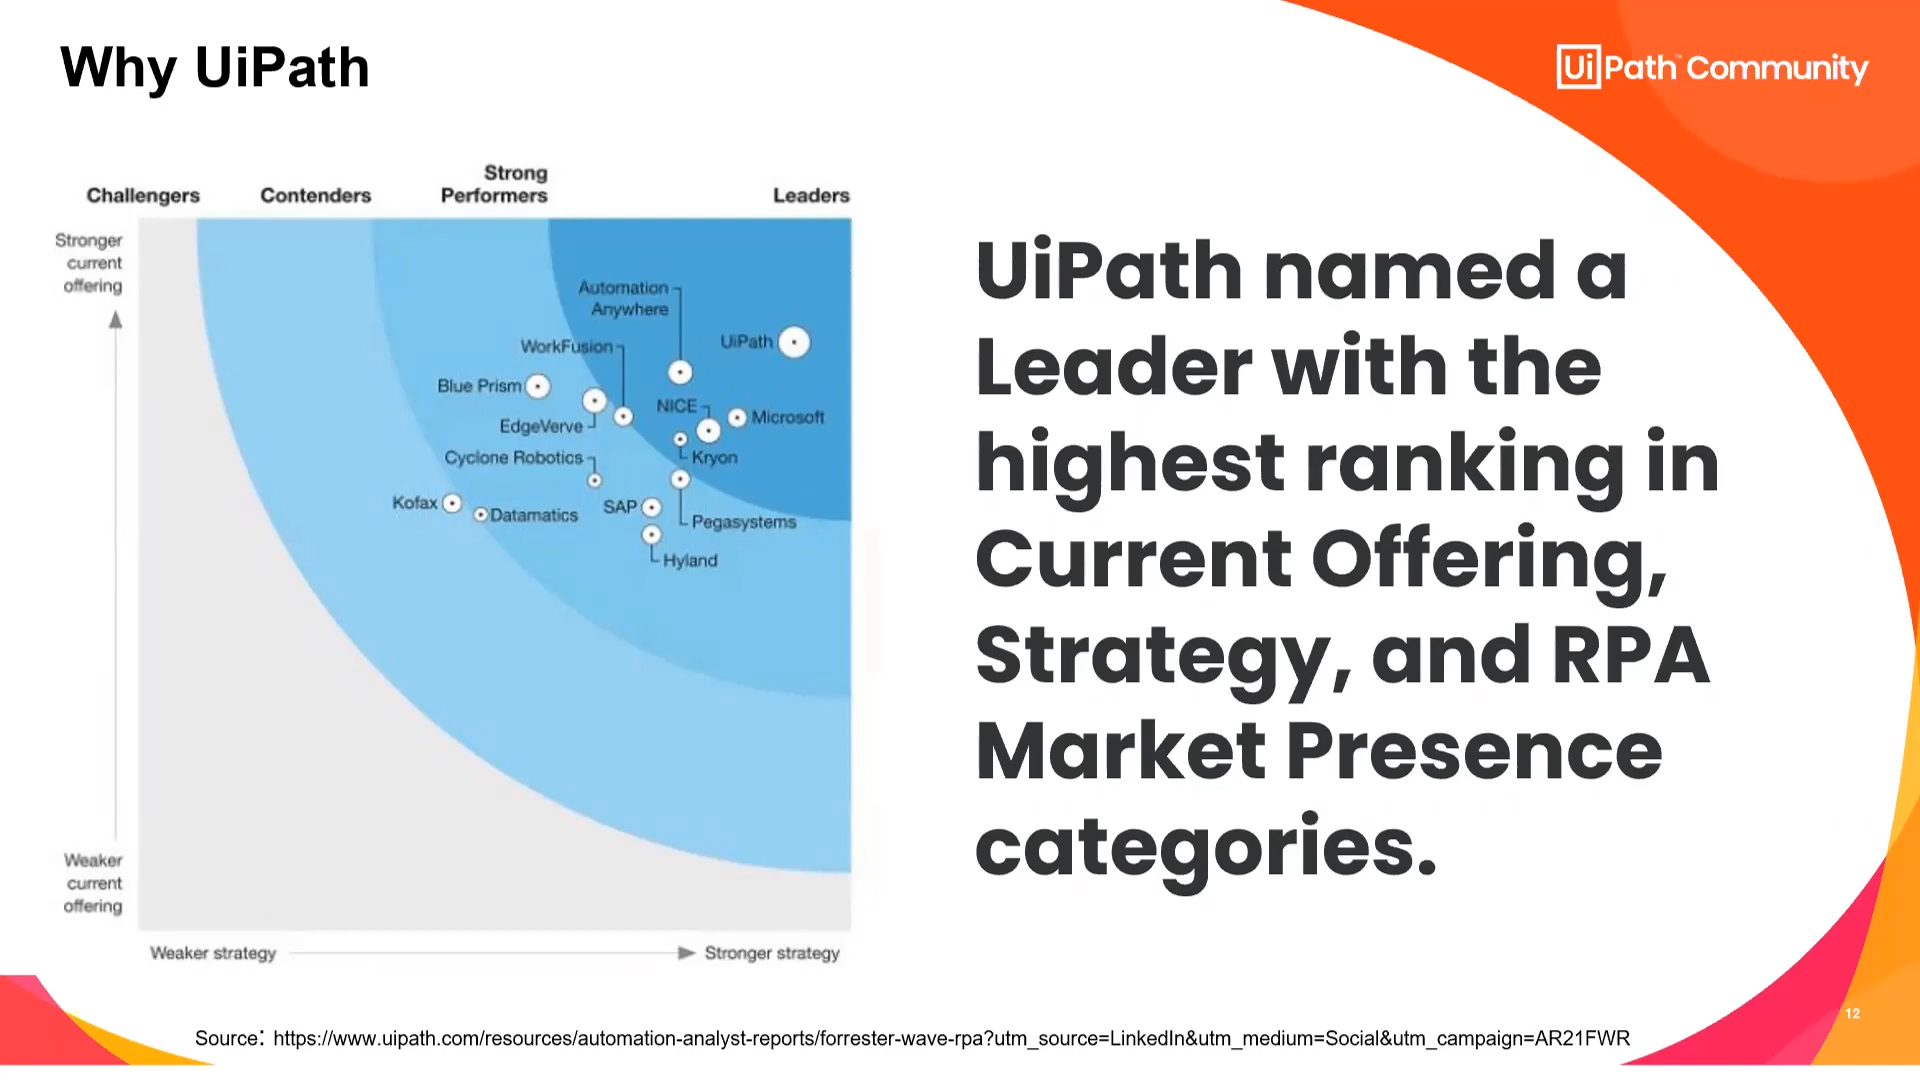 Why UiPath
UiPath™ Community
Challengers
Contenders
Strong
Performers
Leaders
Stronger
current
offering
Automation
Anywhere
UiPath
WorkFusion
Blue Prism
NICE
Microsoft
EdgeVerve
Kryon
Cyclone Robotics
Kofax
Datamatics
SAP
Pegasystems
Hyland
Weaker
current
offering
Weaker strategy
Stronger strategy
UiPath named a
Leader with the
highest ranking in
Current Offering,
Strategy, and RPA
Market Presence
categories.
12
Source: https://www.uipath.com/resources/automation-analyst-reports/forrester-wave-rpa?utm_source=LinkedIn&utm_medium=Social&utm_campaign=AR21FWR